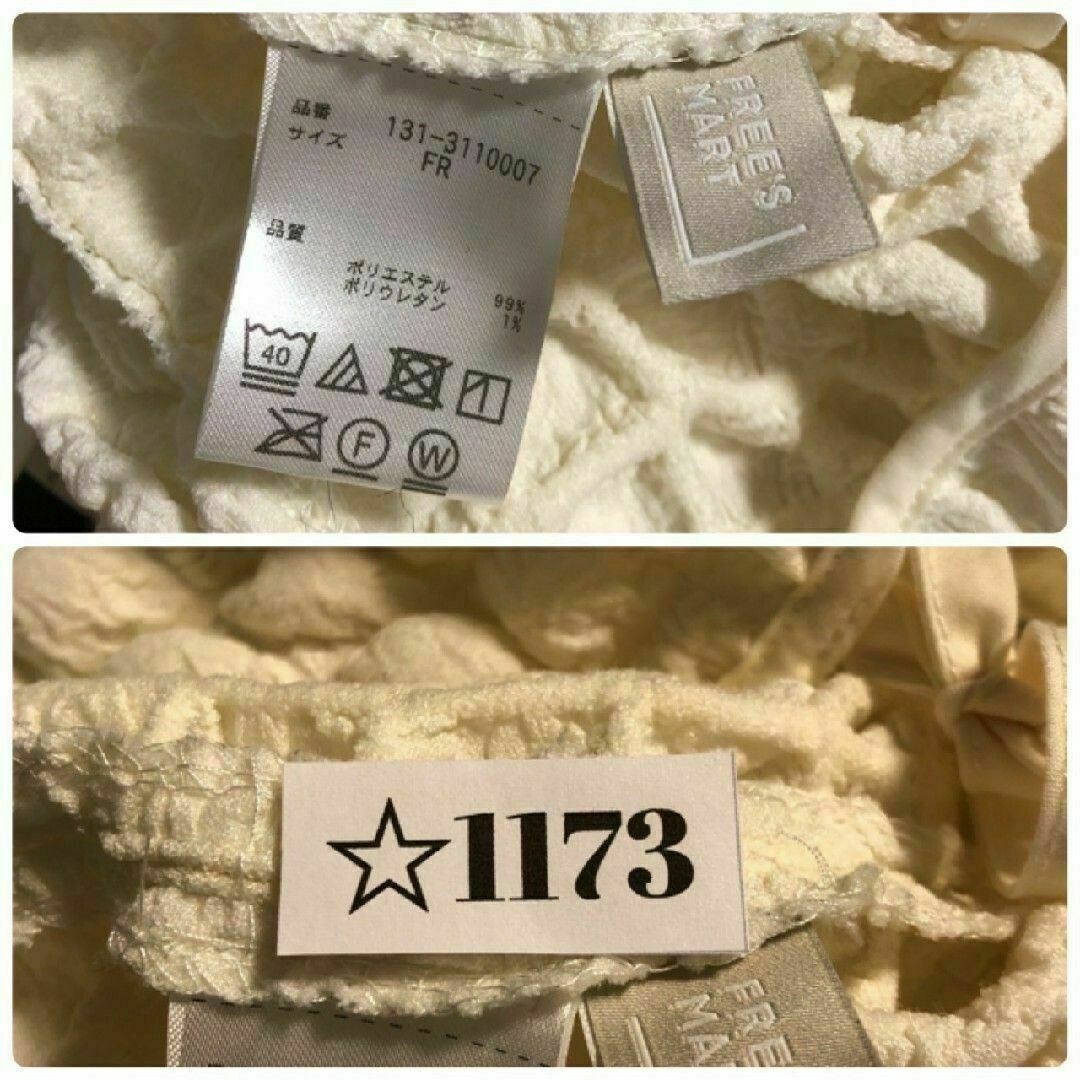 品番 131-3110007
サイズ FR
品質
ポリエステル 99%
ポリウレタン 1%
40
F
W
FREE'S
MART
☆1173
FREE'S
MART